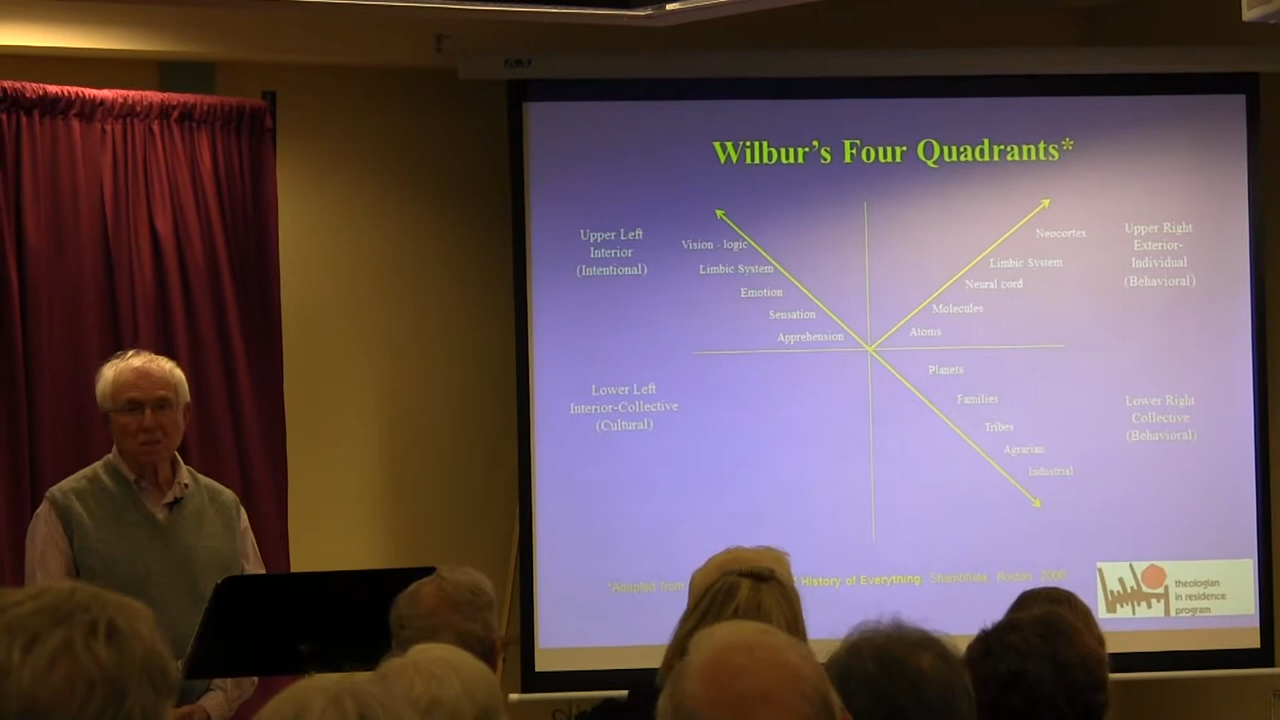 Wilbur's Four Quadrants*
Upper Left
Interior
(Intentional)
Vision - logic
Limbic System
Emotion
Sensation
Apprehension
Neocortex
Limbic System
Neural cord
Molecules
Atoms
Upper Right
Exterior-
Individual
(Behavioral)
Lower Left
Interior-Collective
(Cultural)
Planets
Families
Tribes
Agrarian
Industrial
Lower Right
Collective
(Behavioral)
*Adapted from History of Everything, Shambhala, Boston, 2000
theologian
in residence
program